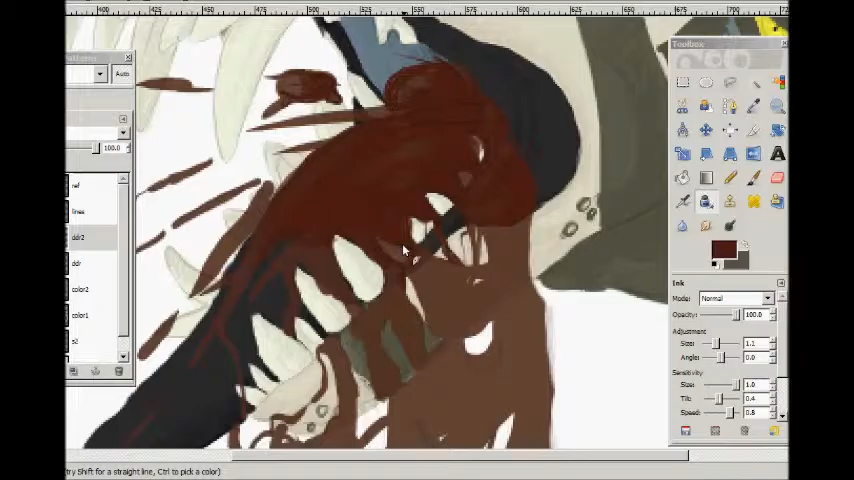 400 425 450 475 500 525 550 575 600 625 650 675 700
Toolbox
Auto
100.0
ref
lines
ddr2
ddr
color2
color1
s2
Ink
Mode: Normal
Opacity: 100.0
Adjustment
Size: 1.1
Angle: 0.0
Sensitivity
Size: 1.0
Tilt: 0.4
Speed: 0.8
(try Shift for a straight line, Ctrl to pick a color)